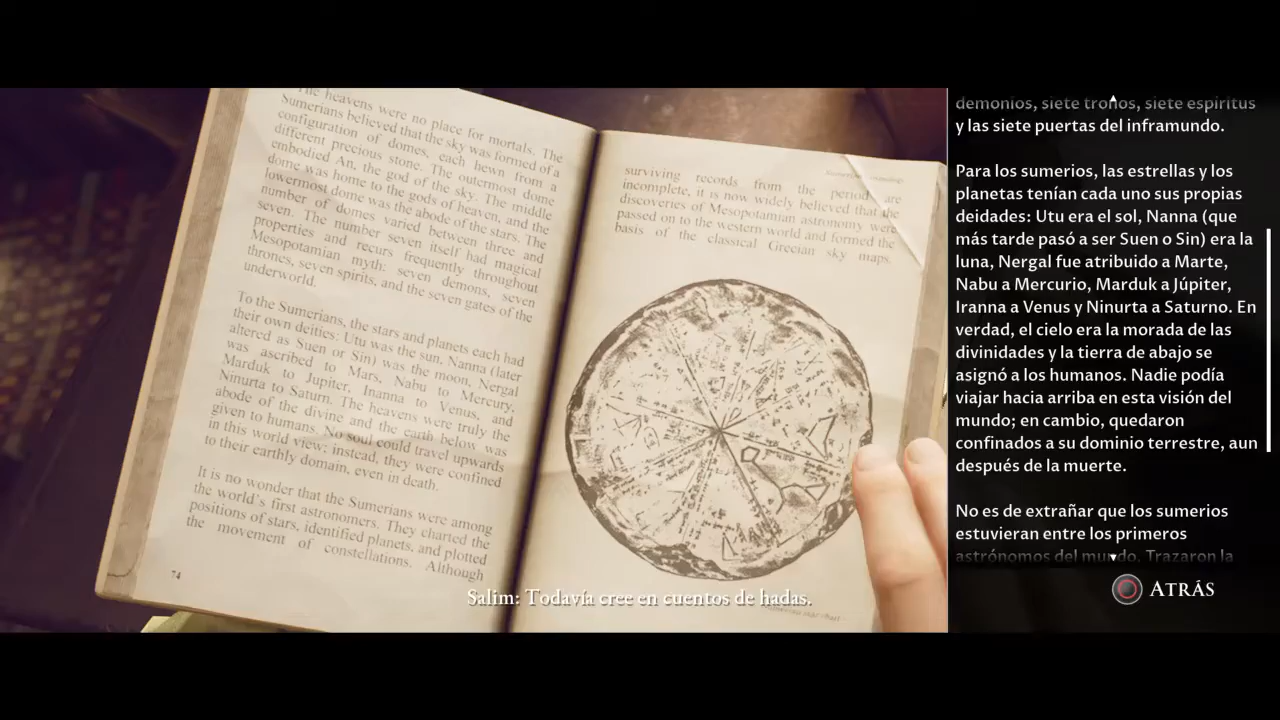 The heavens were no place for mortals. The
Sumerians believed that the sky was formed of a
configuration of domes, each hewn from a
different precious stone. The outermost dome
embodied An, the god of the sky. The middle
dome was home to the gods of heaven, and the
lowermost dome was the abode of the stars. The
number of domes varied between three and
seven. The number seven itself had magical
properties and recurs frequently throughout
Mesopotamian myth: seven demons, seven
thrones, seven spirits, and the seven gates of the
underworld.
To the Sumerians, the stars and planets each had
their own deities: Utu was the sun, Nanna (later
altered as Suen or Sin) was the moon, Nergal
was ascribed to Mars, Nabu to Mercury,
Marduk to Jupiter, Inanna to Venus, and
Ninurta to Saturn. The heavens were truly the
abode of the divine and the earth below was
given to humans. No soul could travel upwards
in this world view; instead, they were confined
to their earthly domain, even in death.
It is no wonder that the Sumerians were among
the world's first astronomers. They charted the
positions of stars, identified planets, and plotted
the movement of constellations. Although
74
surviving records from the period are
incomplete, it is now widely believed that the
discoveries of Mesopotamian astronomy were
passed on to the western world and formed the
basis of the classical Grecian sky maps.
Salim: Todavía cree en cuentos de hadas.
demonios, siete tronos, siete espíritus
y las siete puertas del inframundo.
Para los sumerios, las estrellas y los
planetas tenían cada uno sus propias
deidades: Utu era el sol, Nanna (que
más tarde pasó a ser Suen o Sin) era la
luna, Nergal fue atribuido a Marte,
Nabu a Mercurio, Marduk a Júpiter,
Iranna a Venus y Ninurta a Saturno. En
verdad, el cielo era la morada de las
divinidades y la tierra de abajo se
asignó a los humanos. Nadie podía
viajar hacia arriba en esta visión del
mundo; en cambio, quedaron
confinados a su dominio terrestre, aun
después de la muerte.
No es de extrañar que los sumerios
estuvieran entre los primeros
astrónomos del mundo. Trazaron la
ATRÁS